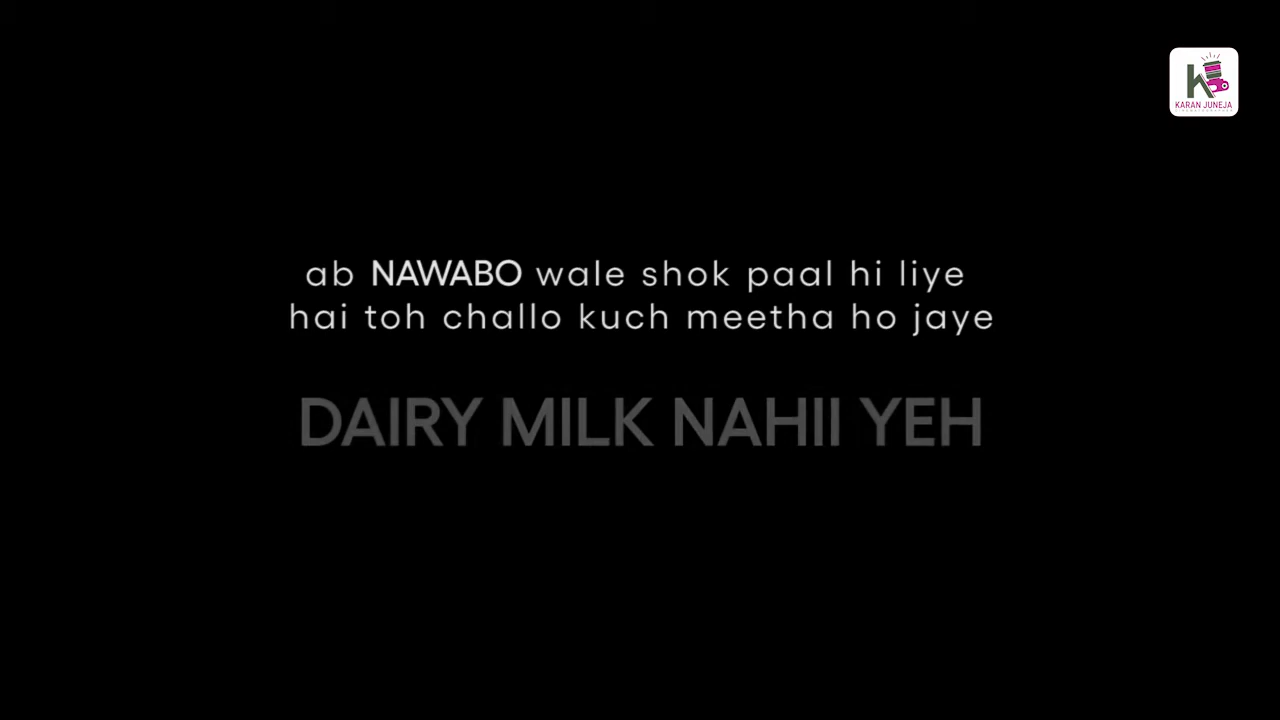 KARAN JUNEJA
ab NAWABO wale shok paal hi liye
hai toh challo kuch meetha ho jaye
DAIRY MILK NAHII YEH